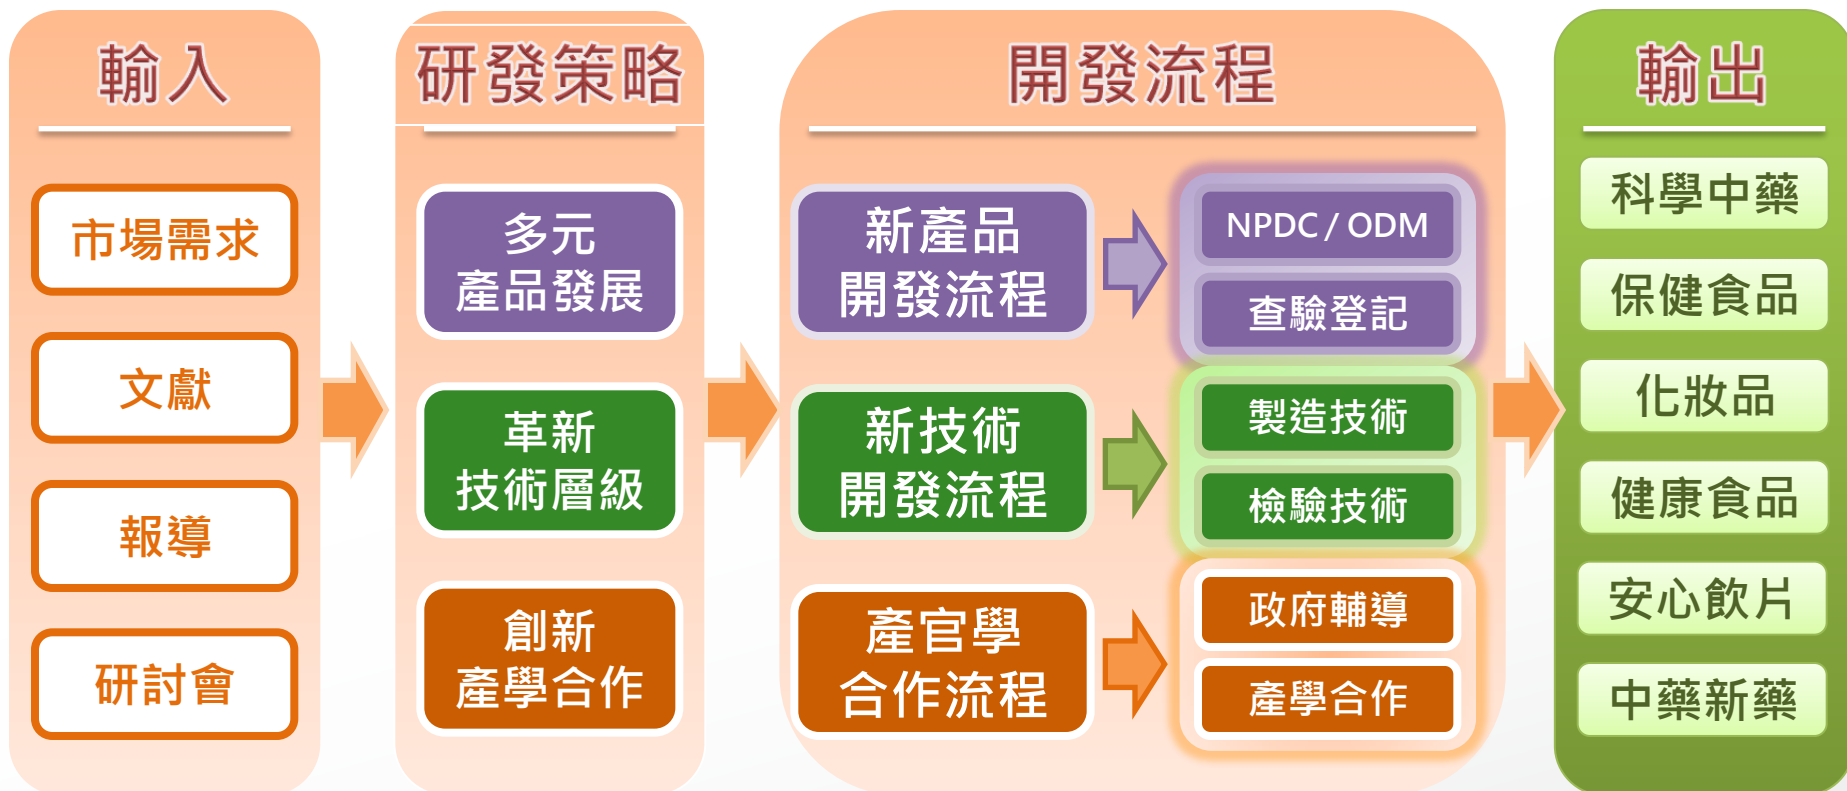 輸入
市場需求
文獻
報導
研討會
研發策略
多元
產品發展
革新
技術層級
創新
產學合作
開發流程
新產品
開發流程
NPDC / ODM
查驗登記
新技術
開發流程
製造技術
檢驗技術
產官學
合作流程
政府輔導
產學合作
輸出
科學中藥
保健食品
化妝品
健康食品
安心飲片
中藥新藥